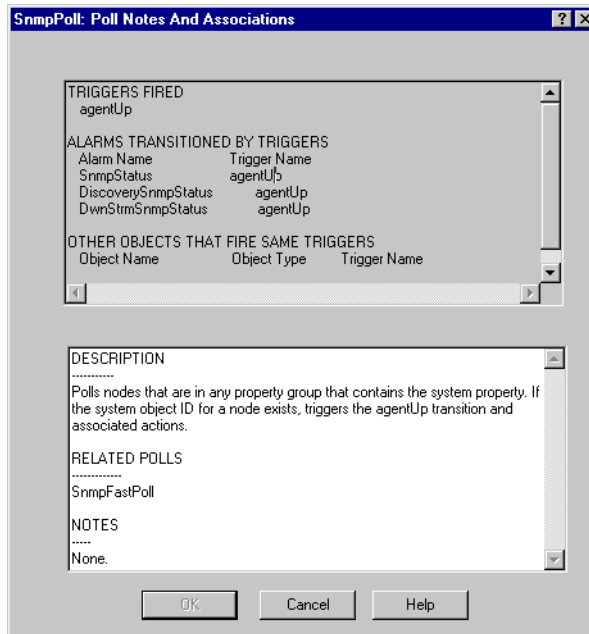 SnmpPoll: Poll Notes And Associations
TRIGGERS FIRED
agentUp
ALARMS TRANSITIONED BY TRIGGERS
Alarm Name Trigger Name
SnmpStatus agentUp
DiscoverySnmpStatus agentUp
DwnStrmSnmpStatus agentUp
OTHER OBJECTS THAT FIRE SAME TRIGGERS
Object Name Object Type Trigger Name
DESCRIPTION
-----------
Polls nodes that are in any property group that contains the system property. If
the system object ID for a node exists, triggers the agentUp transition and
associated actions.
RELATED POLLS
-------------
SnmpFastPoll
NOTES
-----
None.
OK Cancel Help